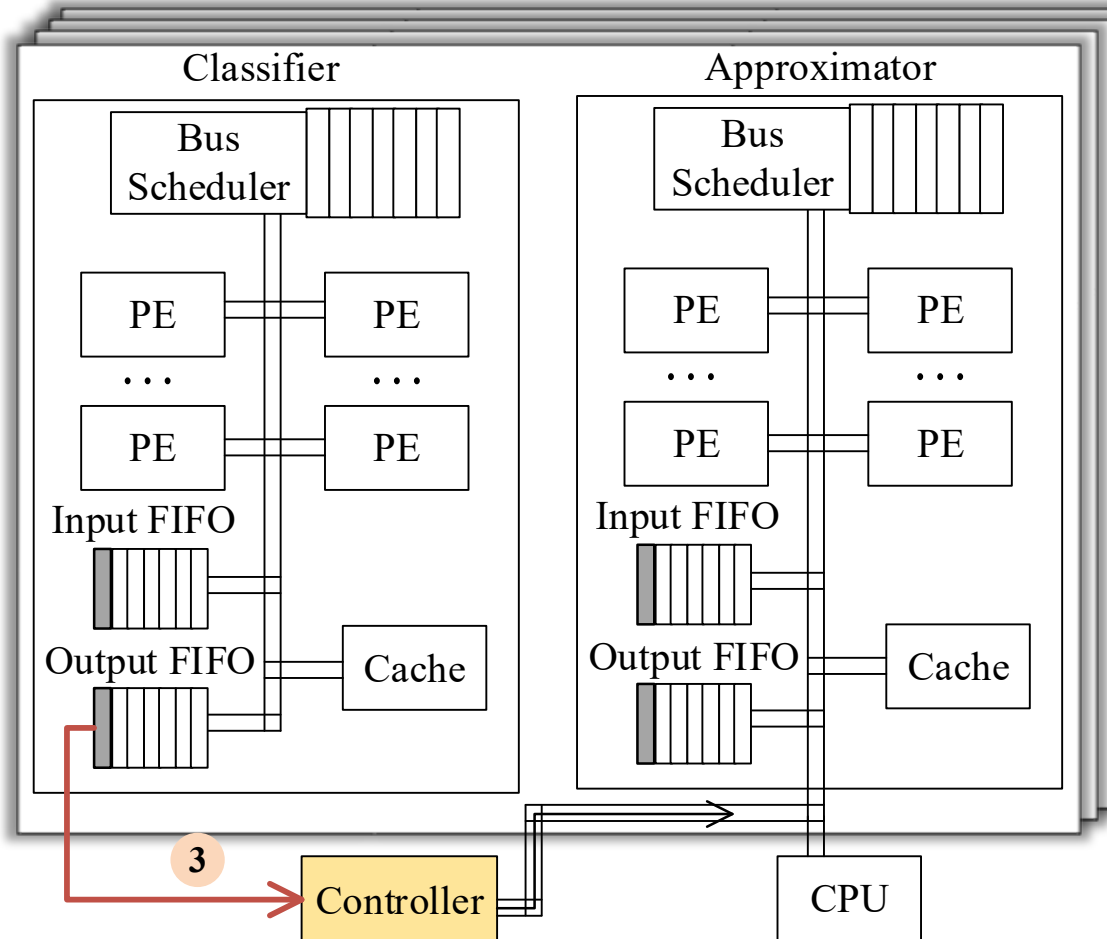 Classifier
Approximator
Bus
Scheduler
Bus
Scheduler
PE
PE
PE
PE
...
...
...
...
PE
PE
PE
PE
Input FIFO
Input FIFO
Output FIFO
Cache
Output FIFO
Cache
3
Controller
CPU